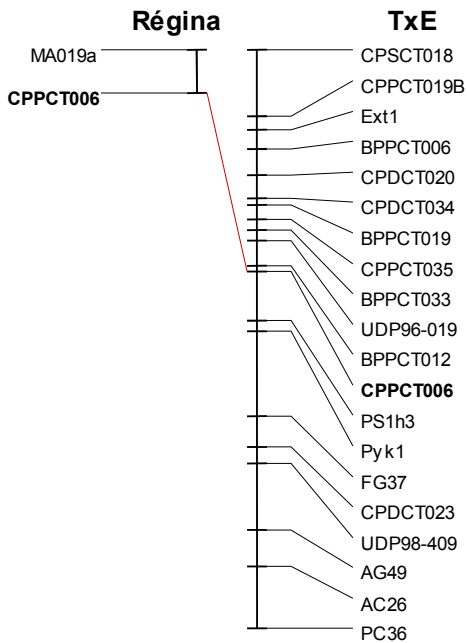 Régina
TxE
MA019a
CPPCT006
CPSCT018
CPPCT019B
Ext1
BPPCT006
CPDCT020
CPDCT034
BPPCT019
CPPCT035
BPPCT033
UDP96-019
BPPCT012
CPPCT006
PS1h3
Pyk1
FG37
CPDCT023
UDP98-409
AG49
AC26
PC36